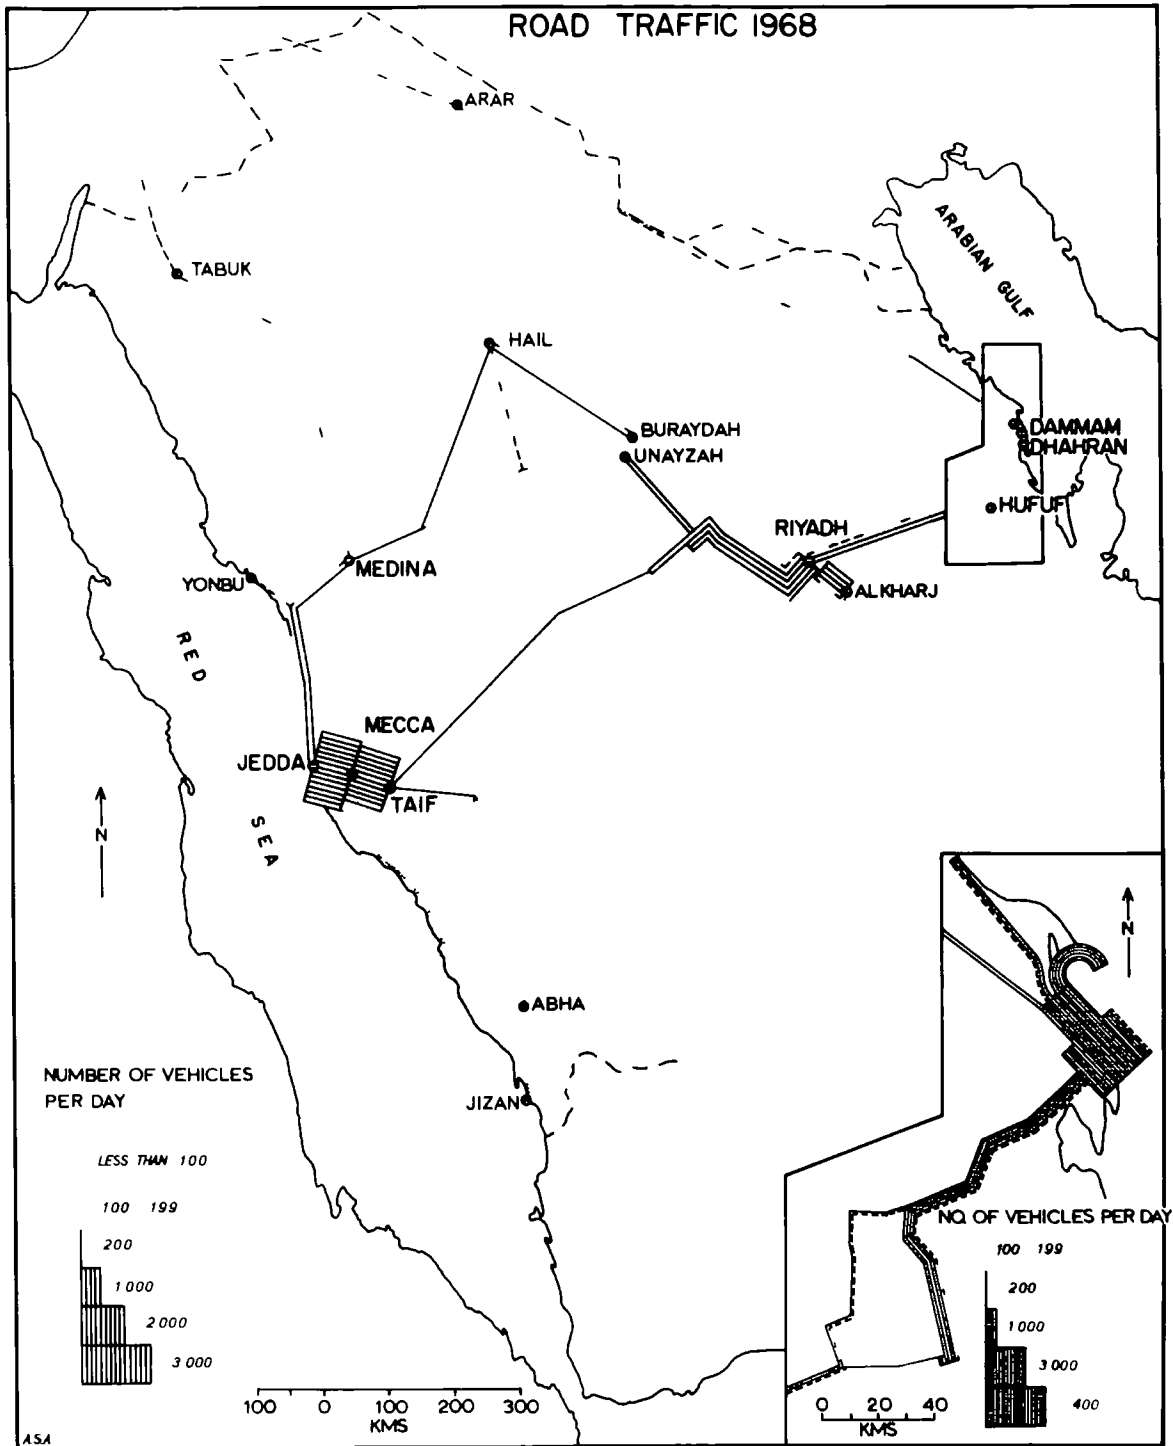 ROAD TRAFFIC 1968
ARAR
ARABIAN GULF
TABUK
HAIL
BURAYDAH
UNAYZAH
DAMMAM
DHAHRAN
HUFUF
RIYADH
MEDINA
YONBU
ALKHARJ
RED SEA
MECCA
JEDDA
TAIF
N
N
ABHA
JIZAN
NUMBER OF VEHICLES
PER DAY
LESS THAN 100
100 199
200
1 000
2 000
3 000
100 0 100 200 300
KMS
NO. OF VEHICLES PER DAY
100 199
200
1 000
3 000
400
0 20 40
KMS
A.S.A